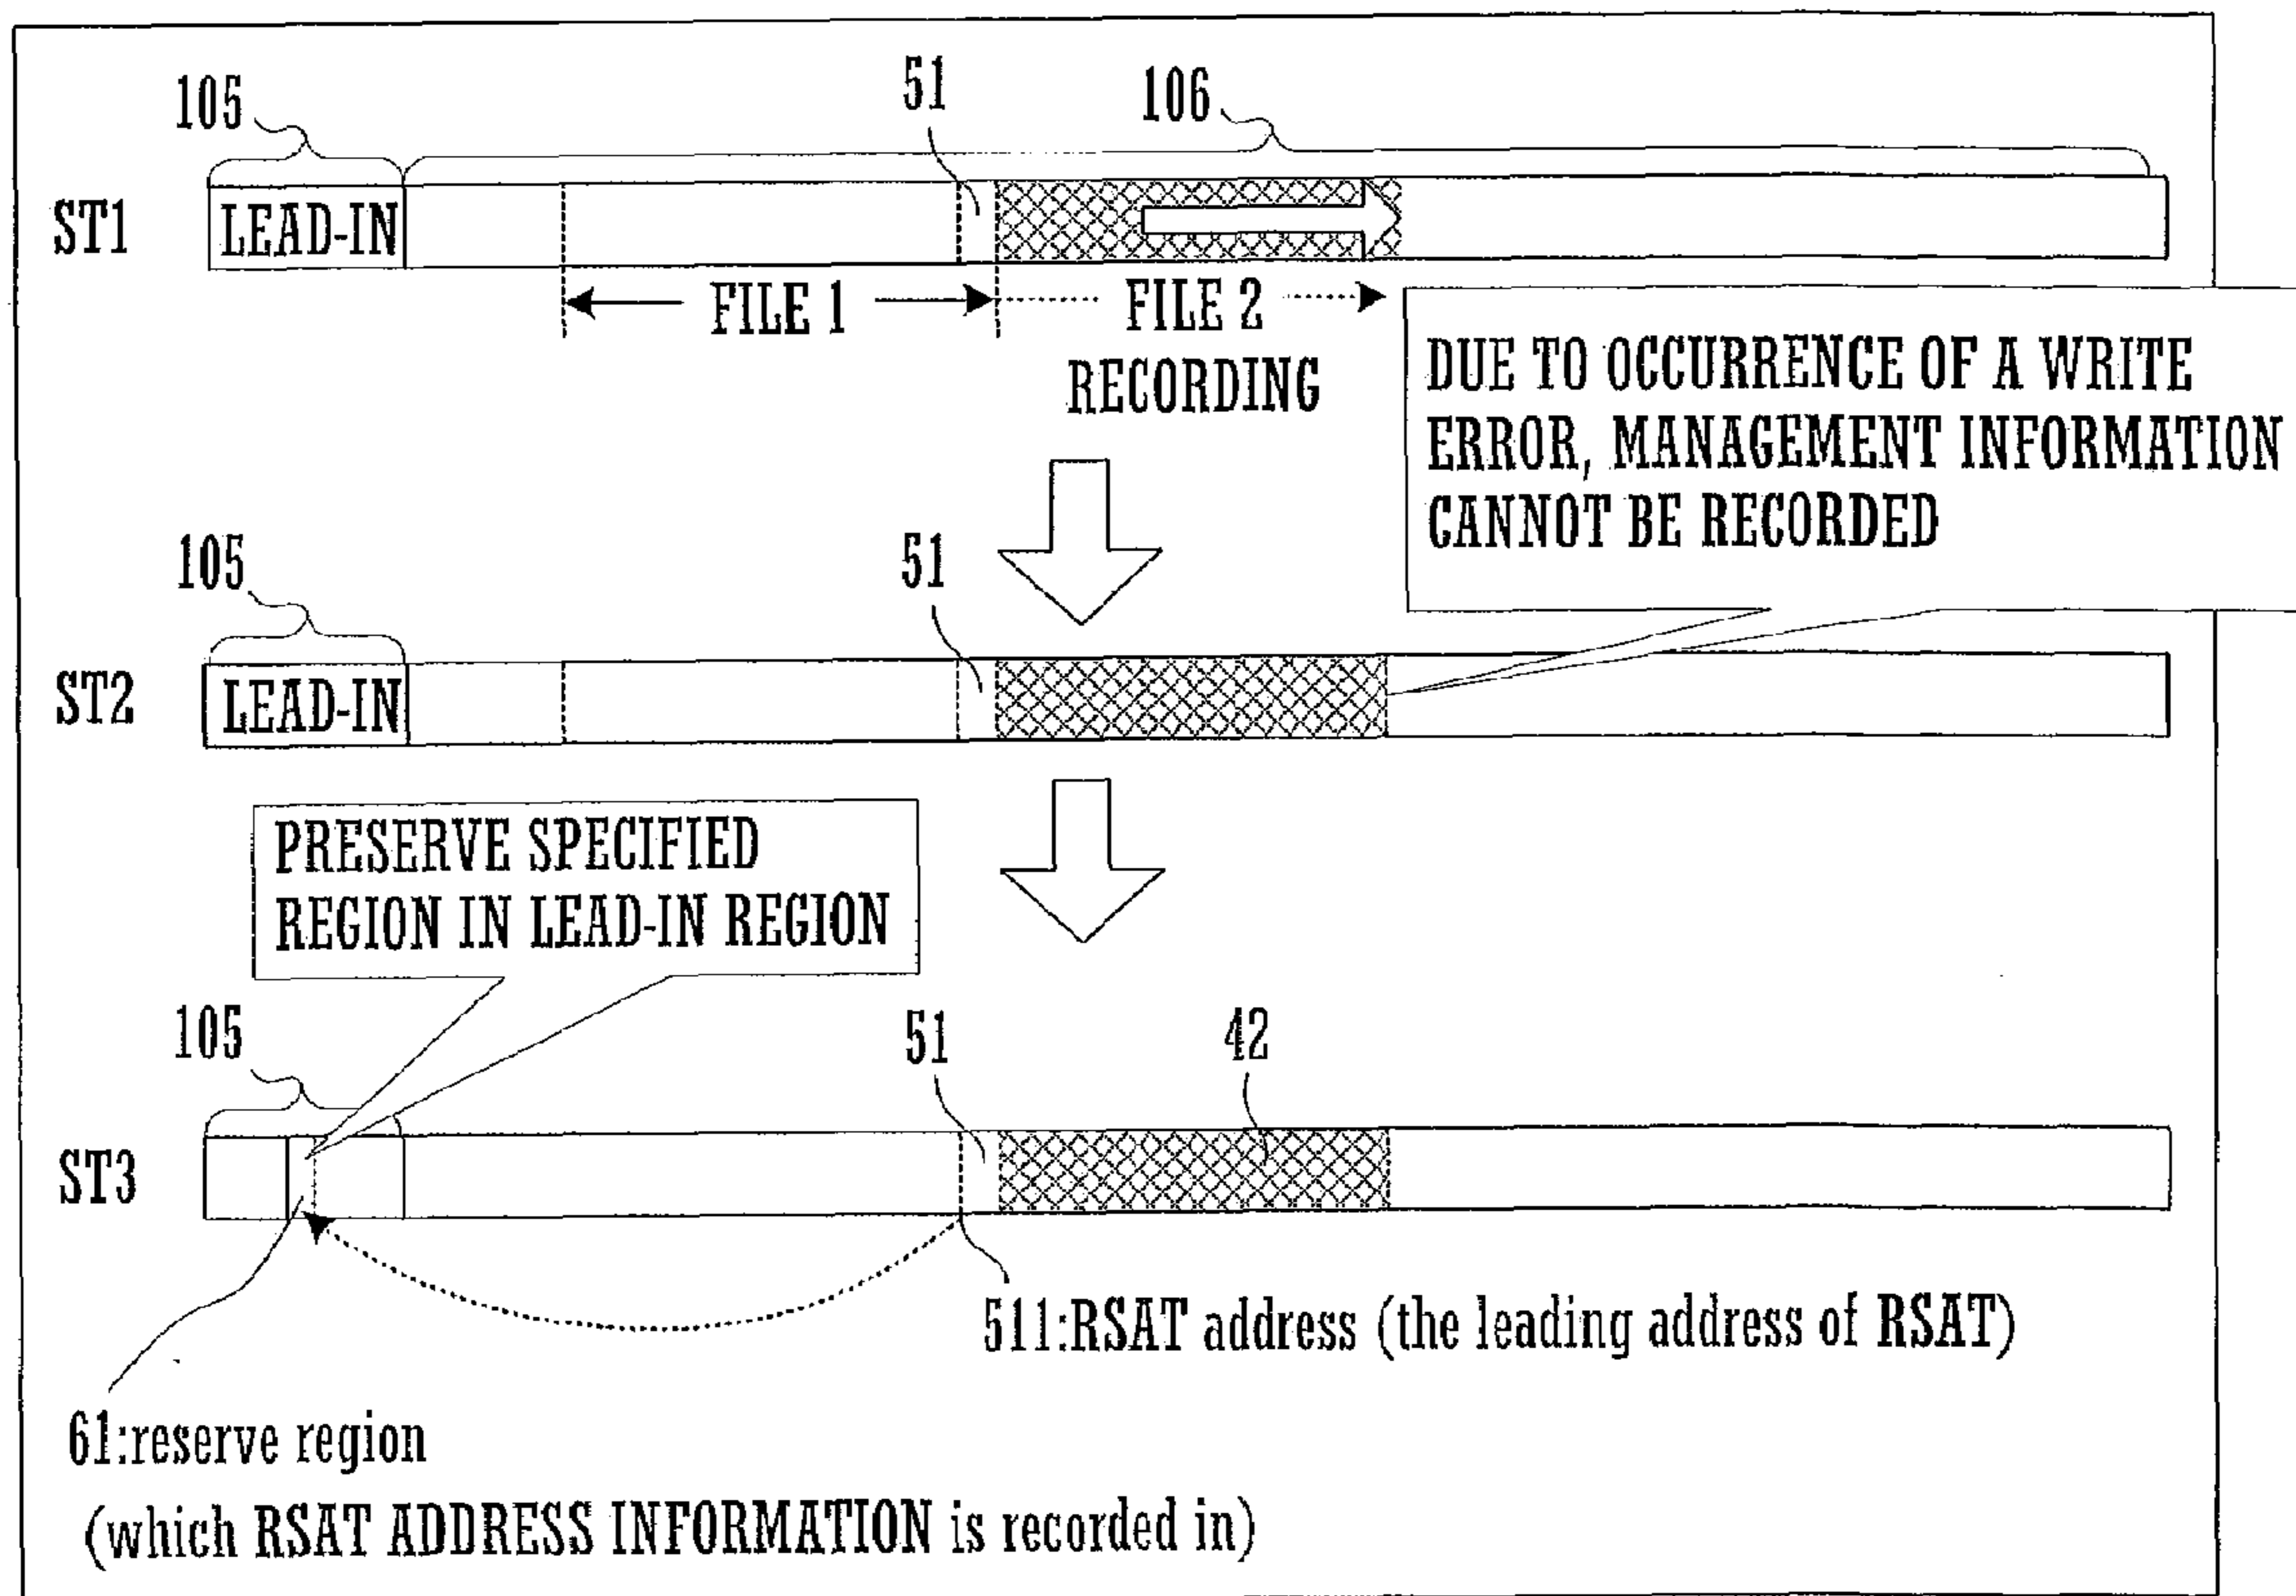 105
51
106
ST1
LEAD-IN
FILE 1
FILE 2
RECORDING
DUE TO OCCURRENCE OF A WRITE
ERROR, MANAGEMENT INFORMATION
CANNOT BE RECORDED
105
51
ST2
LEAD-IN
PRESERVE SPECIFIED
REGION IN LEAD-IN REGION
105
51
42
ST3
511:RSAT address (the leading address of RSAT)
61:reserve region
(which RSAT ADDRESS INFORMATION is recorded in)